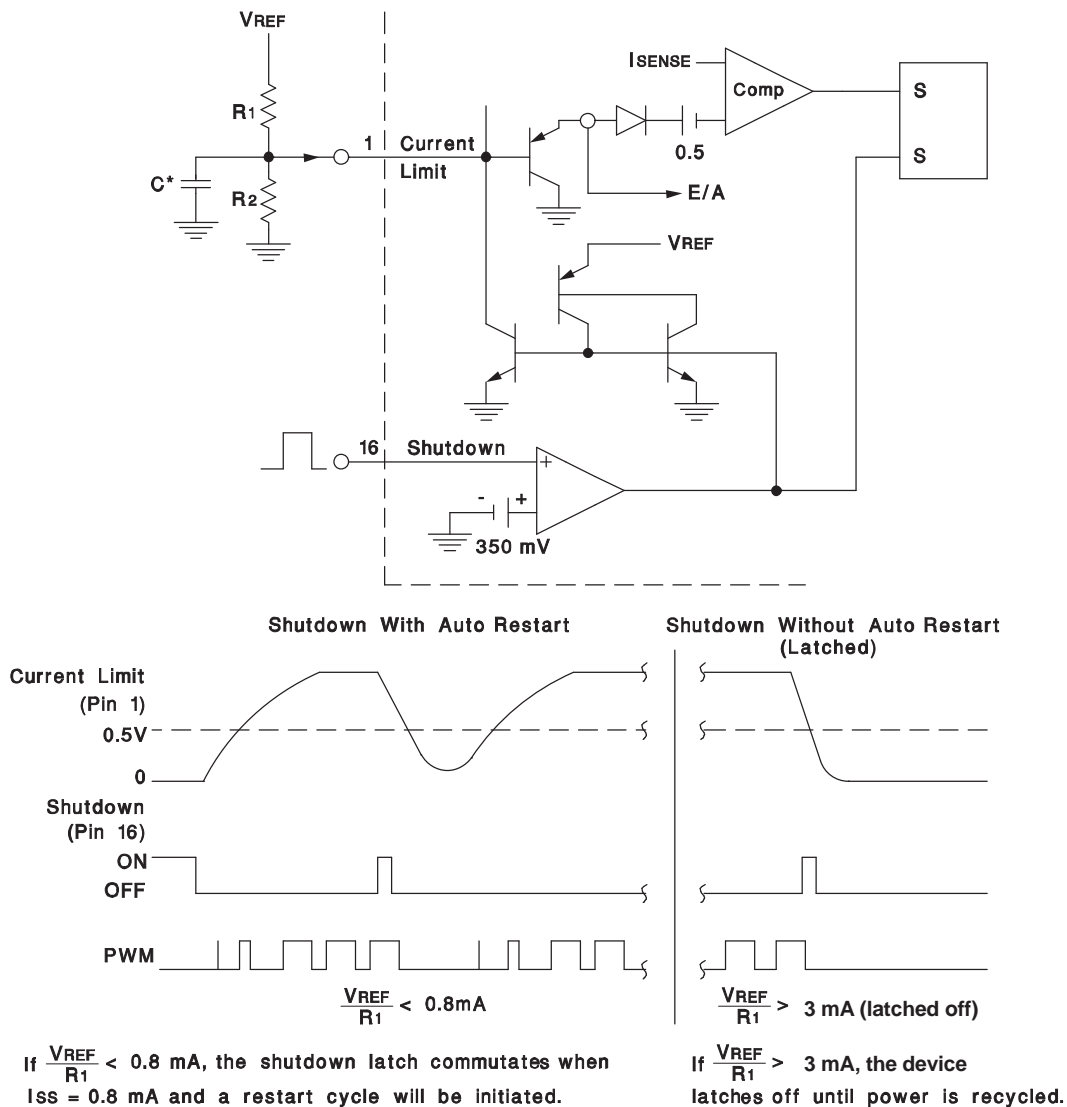 VREF
R1
C*
R2
1
Current
Limit
ISENSE
Comp
S
0.5
S
E/A
VREF
16 Shutdown
+
- +
350 mV
Shutdown With Auto Restart
Shutdown Without Auto Restart
(Latched)
Current Limit
(Pin 1)
0.5V
0
Shutdown
(Pin 16)
ON
OFF
PWM
VREF/R1 < 0.8mA
VREF/R1 > 3 mA (latched off)
If VREF/R1 < 0.8 mA, the shutdown latch commutates when
Iss = 0.8 mA and a restart cycle will be initiated.
If VREF/R1 > 3 mA, the device
latches off until power is recycled.